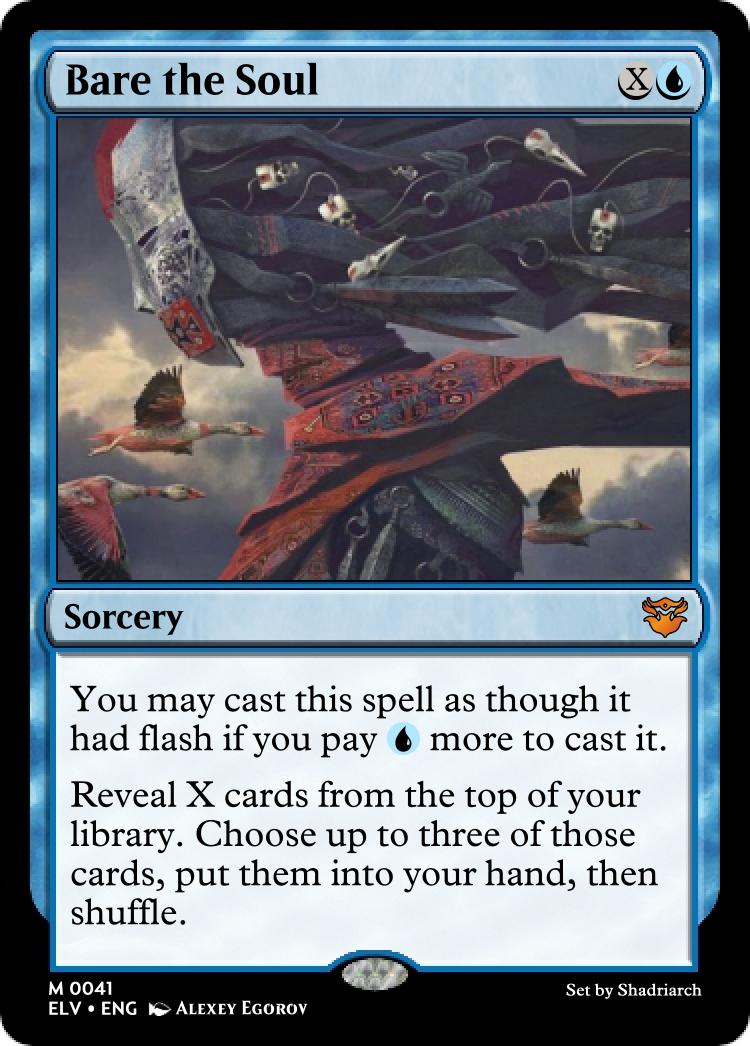 Bare the Soul X
Sorcery
You may cast this spell as though it
had flash if you pay more to cast it.
Reveal X cards from the top of your
library. Choose up to three of those
cards, put them into your hand, then
shuffle.
M 0041
ELV • ENG ALEXEY EGOROV
Set by Shadriarch